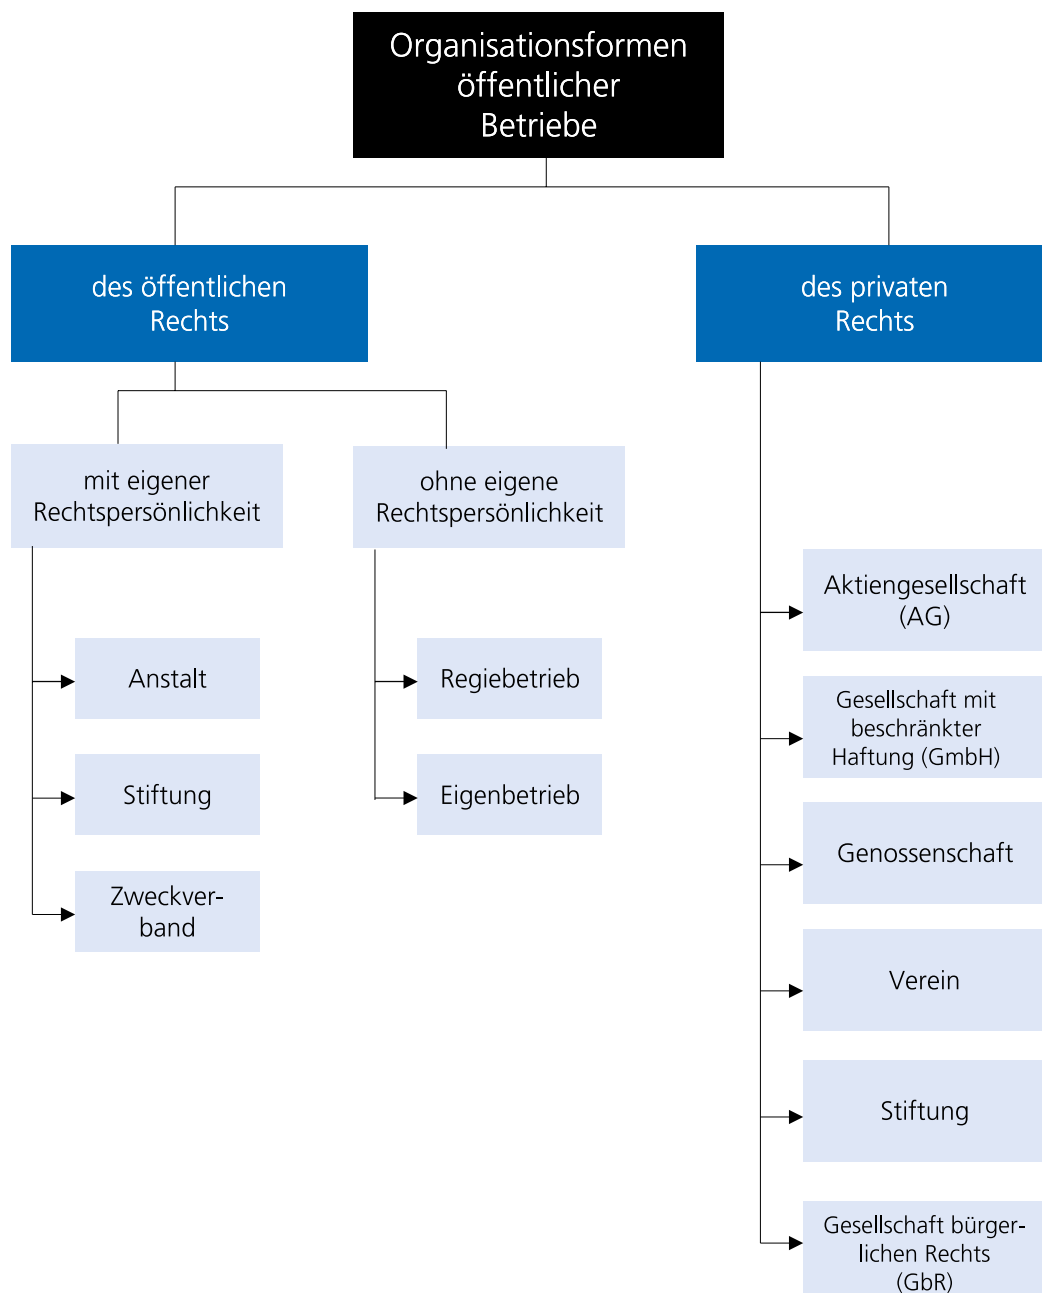 Organisationsformen
öffentlicher
Betriebe
des öffentlichen
Rechts
des privaten
Rechts
mit eigener
Rechtspersönlichkeit
ohne eigene
Rechtspersönlichkeit
Anstalt
Stiftung
Zweckver-
band
Regiebetrieb
Eigenbetrieb
Aktiengesellschaft
(AG)
Gesellschaft mit
beschränkter
Haftung (GmbH)
Genossenschaft
Verein
Stiftung
Gesellschaft bürger-
lichen Rechts
(GbR)